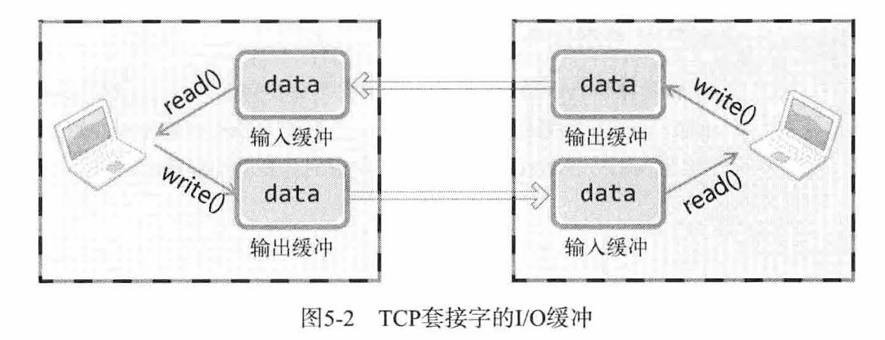 read()
data
输入缓冲
write()
data
输出缓冲
data
输出缓冲
write()
data
输入缓冲
read()
图5-2 TCP套接字的I/O缓冲